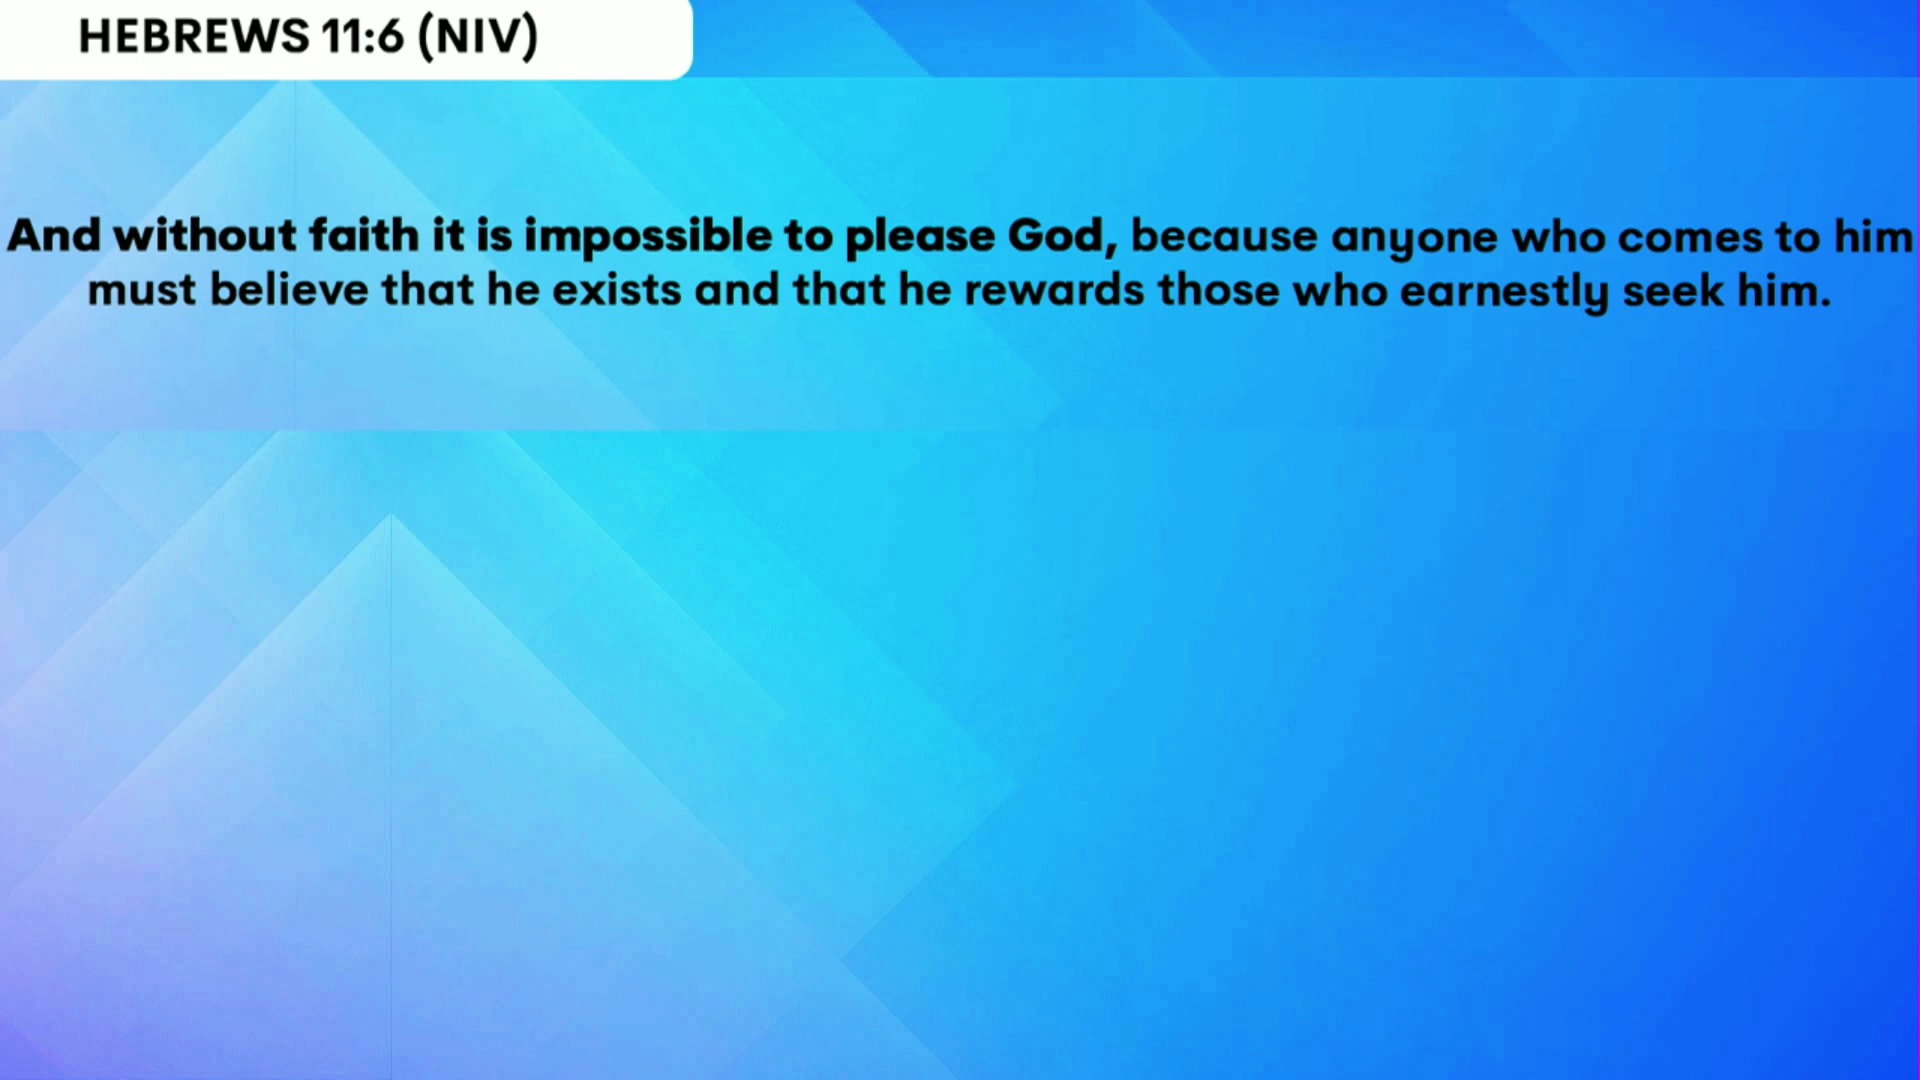 HEBREWS 11:6 (NIV)
And without faith it is impossible to please God, because anyone who comes to him
must believe that he exists and that he rewards those who earnestly seek him.